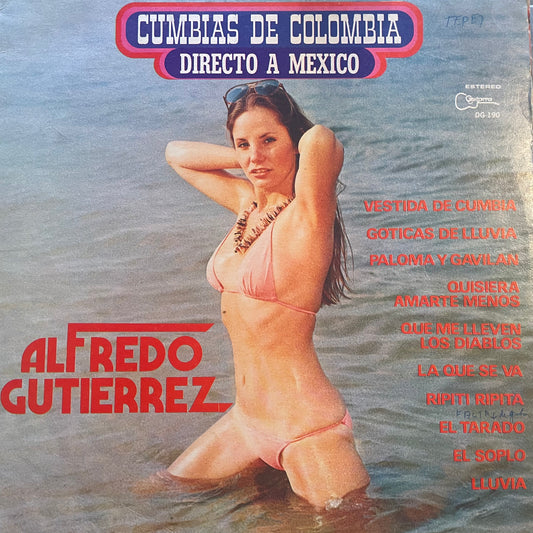 CUMBIAS DE COLOMBIA
DIRECTO A MEXICO
TEPE
ESTEREO
DG 190
VESTIDA DE CUMBIA
GOTICAS DE LLUVIA
PALOMA Y GAVILAN
QUISIERA
AMARTE MENOS
QUE ME LLEVEN
LOS DIABLOS
LA QUE SE VA
RIPITI RIPITA
EL TARADO
EL SOPLO
LLUVIA
ALFREDO
GUTIERREZ